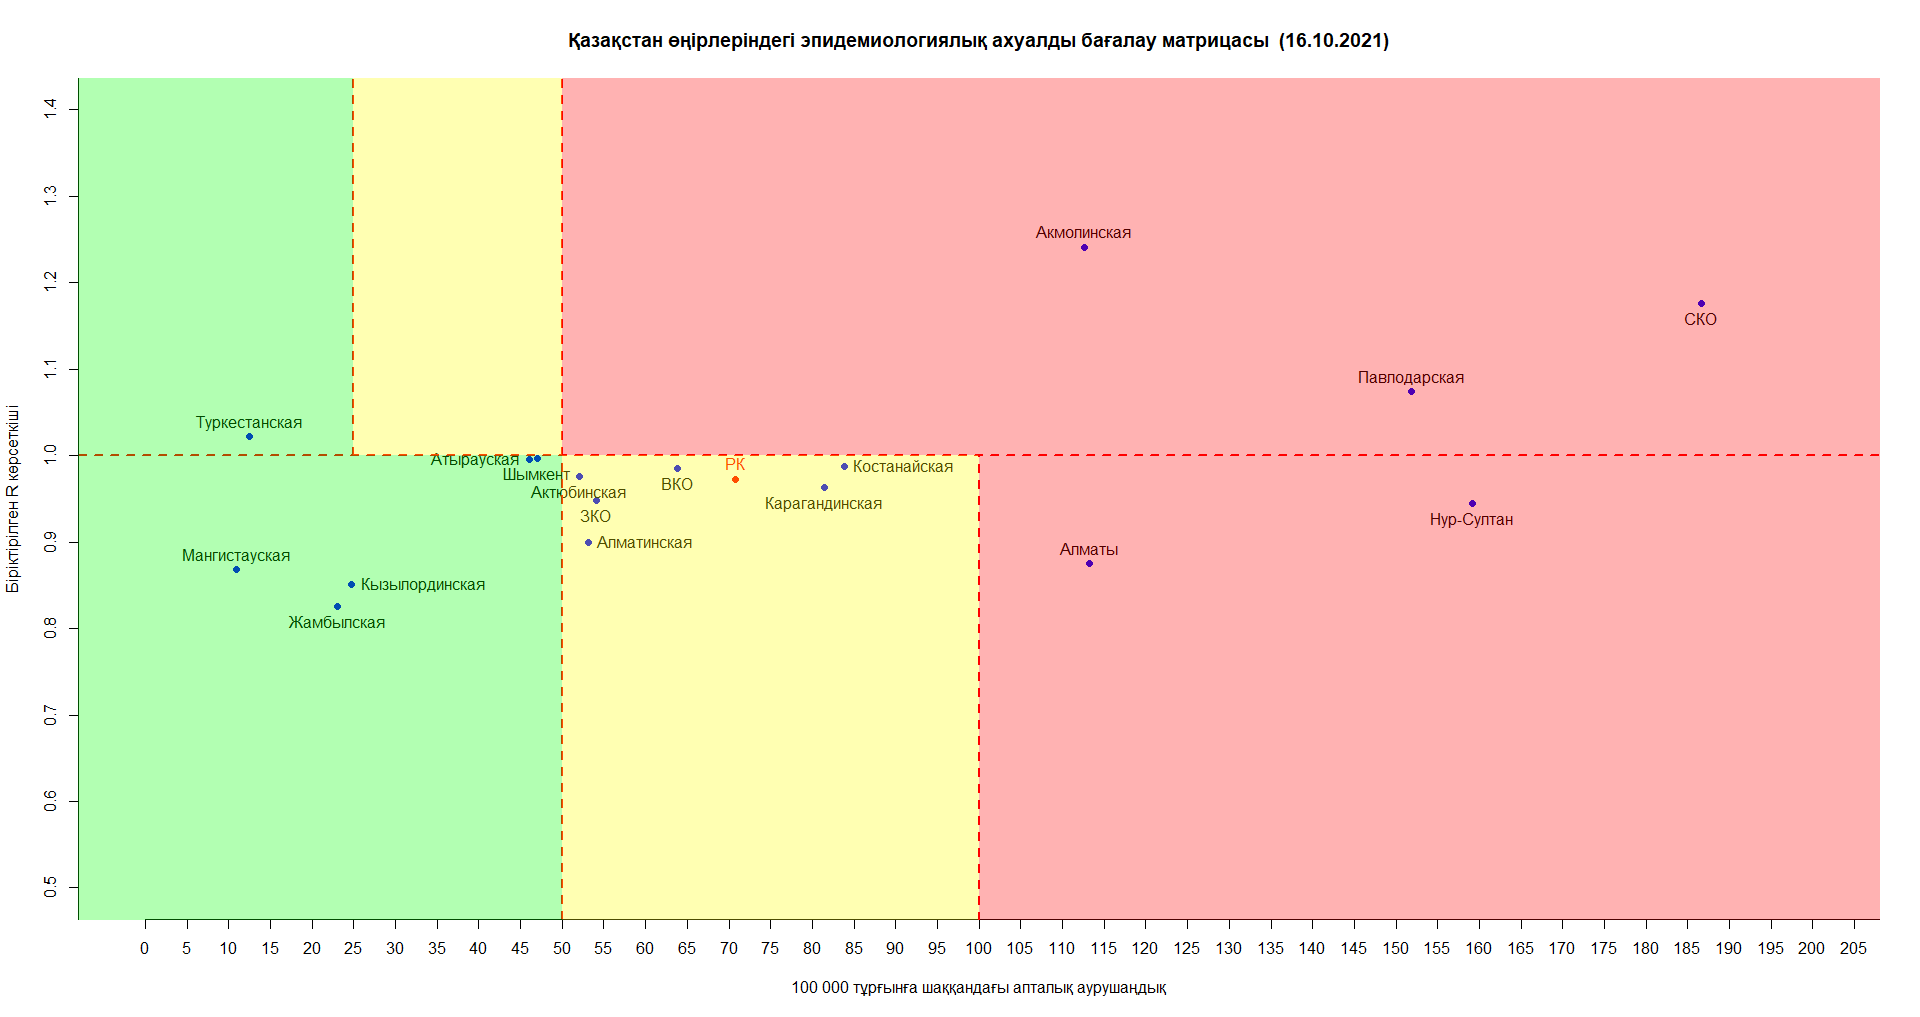 Қазақстан өңірлеріндегі эпидемиологиялық ахуалды бағалау матрицасы (16.10.2021)
Біріктірілген R көрсеткіші
1.4
1.3
1.2
1.1
1.0
0.9
0.8
0.7
0.6
0.5
Акмолинская
СКО
Павлодарская
Туркестанская
Атырауская
РК
Костанайская
Шымкент
ВКО
Актюбинская
Карагандинская
ЗКО
Нур-Султан
Алматинская
Алматы
Мангистауская
Кызылординская
Жамбылская
0 5 10 15 20 25 30 35 40 45 50 55 60 65 70 75 80 85 90 95 100 105 110 115 120 125 130 135 140 145 150 155 160 165 170 175 180 185 190 195 200 205
100 000 тұрғынға шаққандағы апталық аурушаңдық